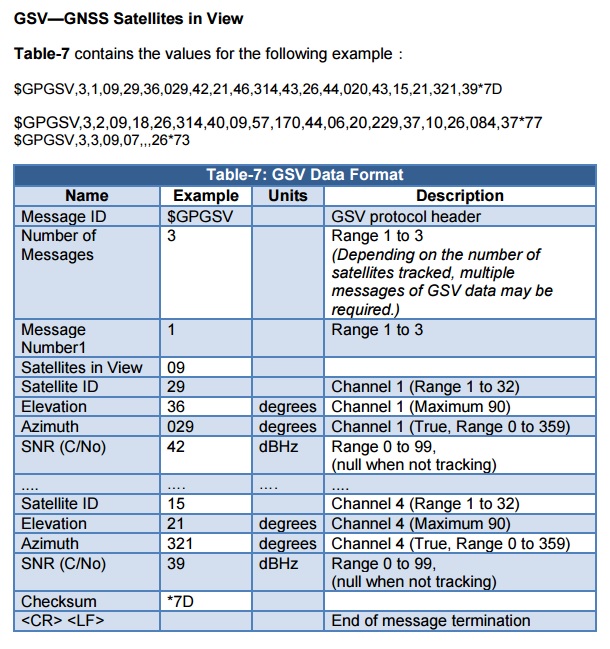 GSV—GNSS Satellites in View
Table-7 contains the values for the following example :
$GPGSV,3,1,09,29,36,029,42,21,46,314,43,26,44,020,43,15,21,321,39*7D
$GPGSV,3,2,09,18,26,314,40,09,57,170,44,06,20,229,37,10,26,084,37*77
$GPGSV,3,3,09,07,,,26*73
Table-7: GSV Data Format
Name Example Units Description
Message ID $GPGSV GSV protocol header
Number of 3 Range 1 to 3
Messages (Depending on the number of
satellites tracked, multiple
messages of GSV data may be
required.)
Message 1 Range 1 to 3
Number1
Satellites in View 09
Satellite ID 29 Channel 1 (Range 1 to 32)
Elevation 36 degrees Channel 1 (Maximum 90)
Azimuth 029 degrees Channel 1 (True, Range 0 to 359)
SNR (C/No) 42 dBHz Range 0 to 99,
(null when not tracking)
.... .... .... ....
Satellite ID 15 Channel 4 (Range 1 to 32)
Elevation 21 degrees Channel 4 (Maximum 90)
Azimuth 321 degrees Channel 4 (True, Range 0 to 359)
SNR (C/No) 39 dBHz Range 0 to 99,
(null when not tracking)
Checksum *7D
<CR> <LF> End of message termination